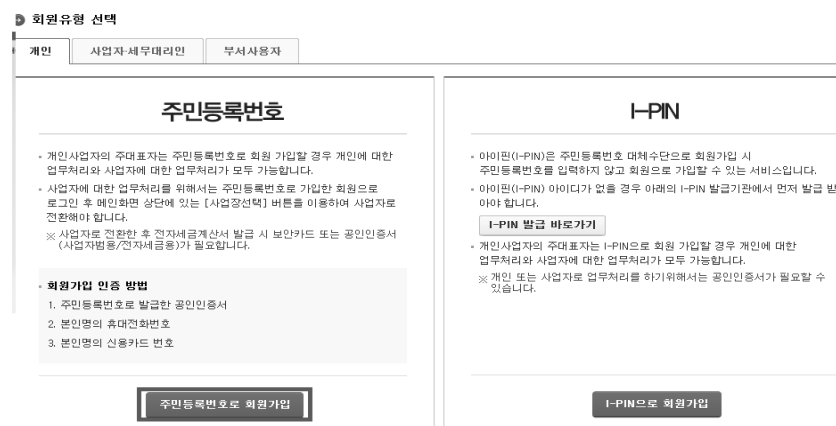 회원유형 선택
개인
사업자·세무대리인
부서사용자
주민등록번호
- 개인사업자의 주대표자는 주민등록번호로 회원 가입할 경우 개인에 대한
업무처리와 사업자에 대한 업무처리가 모두 가능합니다.
- 사업자에 대한 업무처리를 위해서는 주민등록번호로 가입한 회원으로
로그인 후 메인화면 상단에 있는 [사업장선택] 버튼을 이용하여 사업자로
전환해야 합니다.
※ 사업자로 전환한 후 전자세금계산서 발급 시 보안카드 또는 공인인증서
(사업자범용/전자세금용)가 필요합니다.
- 회원가입 인증 방법
1. 주민등록번호로 발급한 공인인증서
2. 본인명의 휴대전화번호
3. 본인명의 신용카드 번호
주민등록번호로 회원가입
I-PIN
- 아이핀(I-PIN)은 주민등록번호 대체수단으로 회원가입 시
주민등록번호를 입력하지 않고 회원으로 가입할 수 있는 서비스입니다.
- 아이핀(I-PIN) 아이디가 없을 경우 아래의 I-PIN 발급기관에서 먼저 발급 받
아야 합니다.
I-PIN 발급 바로가기
- 개인사업자의 주대표자는 I-PIN으로 회원 가입할 경우 개인에 대한
업무처리와 사업자에 대한 업무처리가 모두 가능합니다.
※ 개인 또는 사업자로 업무처리를 하기위해서는 공인인증서가 필요할 수
있습니다.
I-PIN으로 회원가입